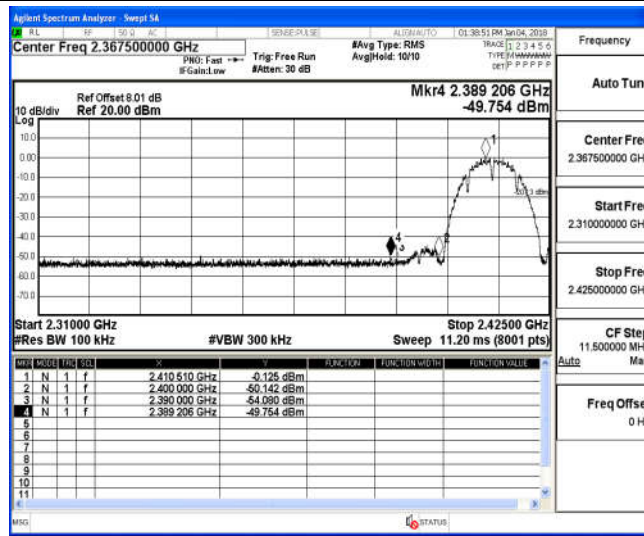 Agilent Spectrum Analyzer - Swept SA
RL RF 50 Ω AC SENSE:PULSE ALIGNAUTO 01:38:51 PM Jan 04, 2018
Center Freq 2.367500000 GHz
PNO: Fast
IFGain:Low
Trig: Free Run
#Atten: 30 dB
#Avg Type: RMS
Avg|Hold: 10/10
TRACE 1 2 3 4 5 6
TYPE
DET P P P P P P
Ref Offset 8.01 dB
10 dB/div Ref 20.00 dBm
Log
Mkr4 2.389 206 GHz
-49.754 dBm
10.0
0.00
-10.0
-20.0
-30.0
-40.0
-50.0
-60.0
-70.0
1
2
3
4
dBm
Start 2.31000 GHz Stop 2.42500 GHz
#Res BW 100 kHz #VBW 300 kHz Sweep 11.20 ms (8001 pts)
MKR MODE TRC SCL X Y FUNCTION FUNCTION WIDTH FUNCTION VALUE
1 N 1 f 2.410 510 GHz -0.125 dBm
2 N 1 f 2.400 000 GHz -50.142 dBm
3 N 1 f 2.390 000 GHz -54.080 dBm
4 N 1 f 2.389 206 GHz -49.754 dBm
5
6
7
8
9
10
11
MSG STATUS
Frequency
Auto Tun
Center Fre
2.367500000 GH
Start Fre
2.310000000 GH
Stop Fre
2.425000000 GH
CF Step
11.500000 MH
Auto Ma
Freq Offse
0 H